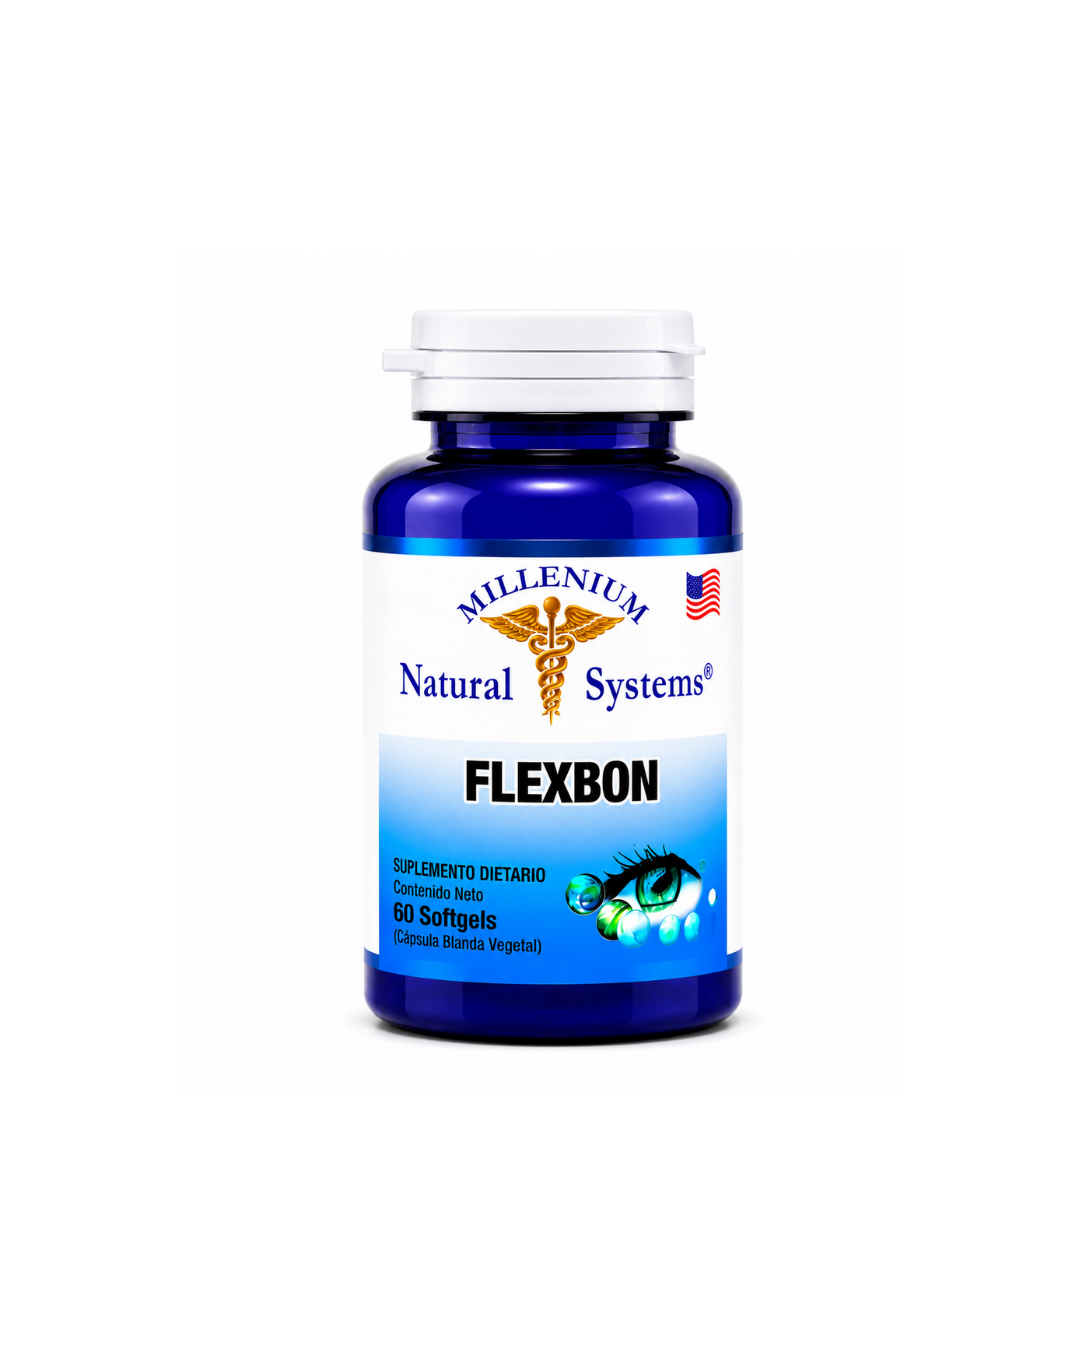 MILLENIUM
Natural Systems®
FLEXBON
SUPLEMENTO DIETARIO
Contenido Neto
60 Softgels
(Cápsula Blanda Vegetal)